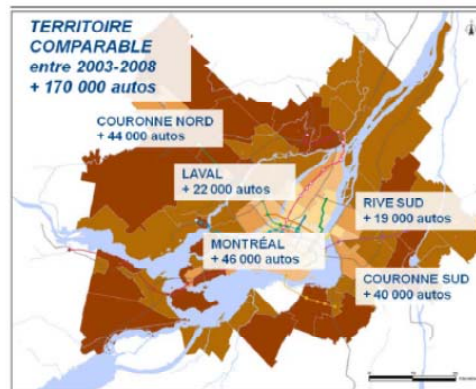 TERRITOIRE
COMPARABLE
entre 2003-2008
+ 170 000 autos
COURONNE NORD
+ 44 000 autos
LAVAL
+ 22 000 autos
RIVE SUD
+ 19 000 autos
MONTRÉAL
+ 46 000 autos
COURONNE SUD
+ 40 000 autos